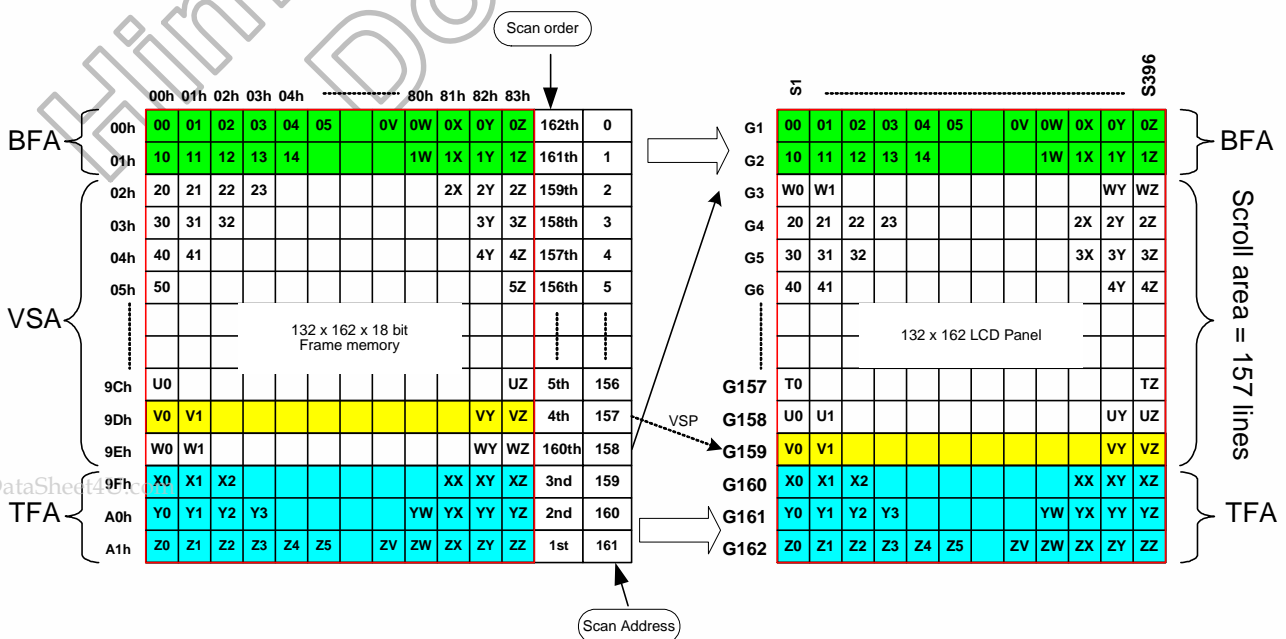 Scan order
00h 01h 02h 03h 04h 80h 81h 82h 83h
S1 S396
BFA
00h 00 01 02 03 04 05 0V 0W 0X 0Y 0Z 162th 0
01h 10 11 12 13 14 1W 1X 1Y 1Z 161th 1
VSA
02h 20 21 22 23 2X 2Y 2Z 159th 2
03h 30 31 32 3Y 3Z 158th 3
04h 40 41 4Y 4Z 157th 4
05h 50 5Z 156th 5
132 x 162 x 18 bit
Frame memory
9Ch U0 UZ 5th 156
9Dh V0 V1 VY VZ 4th 157
9Eh W0 W1 WY WZ 160th 158
TFA
9Fh X0 X1 X2 XX XY XZ 3nd 159
A0h Y0 Y1 Y2 Y3 YW YX YY YZ 2nd 160
A1h Z0 Z1 Z2 Z3 Z4 Z5 ZV ZW ZX ZY ZZ 1st 161
Scan Address
VSP
G1 00 01 02 03 04 05 0V 0W 0X 0Y 0Z
G2 10 11 12 13 14 1W 1X 1Y 1Z
BFA
G3 W0 W1 WY WZ
G4 20 21 22 23 2X 2Y 2Z
G5 30 31 32 3X 3Y 3Z
G6 40 41 4Y 4Z
132 x 162 LCD Panel
G157 T0 TZ
G158 U0 U1 UY UZ
G159 V0 V1 VY VZ
Scroll area = 157 lines
G160 X0 X1 X2 XX XY XZ
G161 Y0 Y1 Y2 Y3 YW YX YY YZ
G162 Z0 Z1 Z2 Z3 Z4 Z5 ZV ZW ZX ZY ZZ
TFA